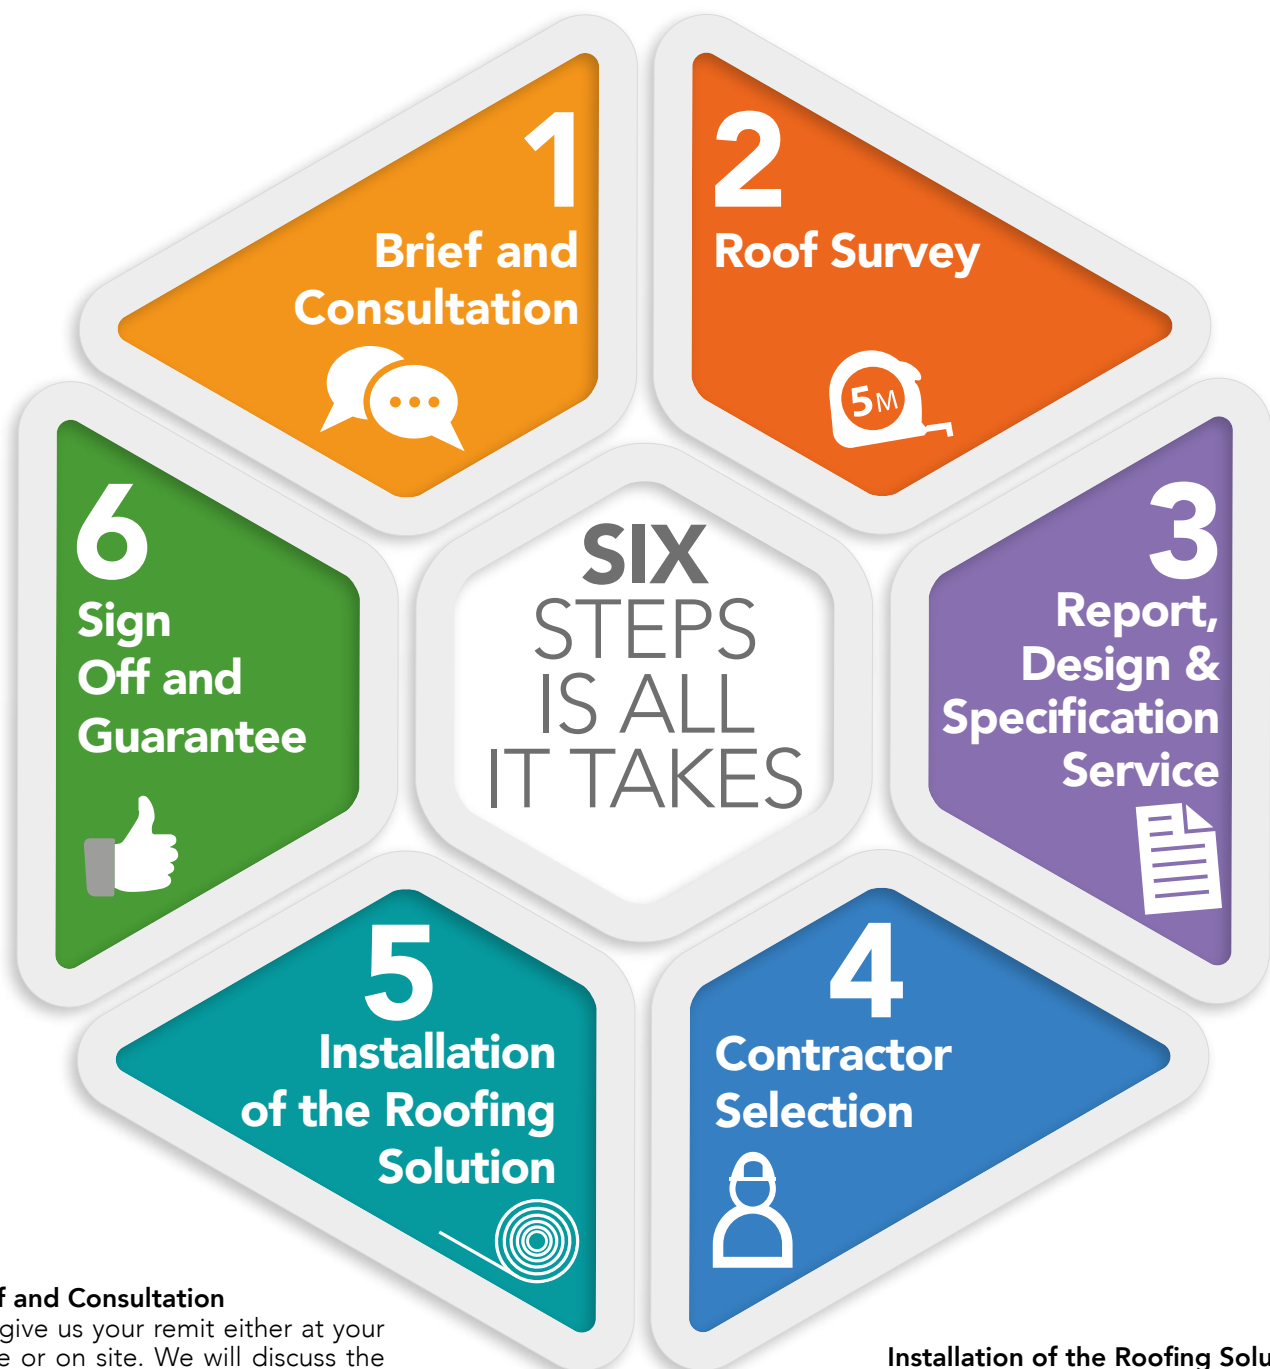 1
Brief and
Consultation
2
Roof Survey
5M
3
Report,
Design &
Specification
Service
4
Contractor
Selection
5
Installation
of the Roofing
Solution
6
Sign
Off and
Guarantee
SIX
STEPS
IS ALL
IT TAKES
and Consultation
give us your remit either at your
or on site. We will discuss the
Installation of the Roofing